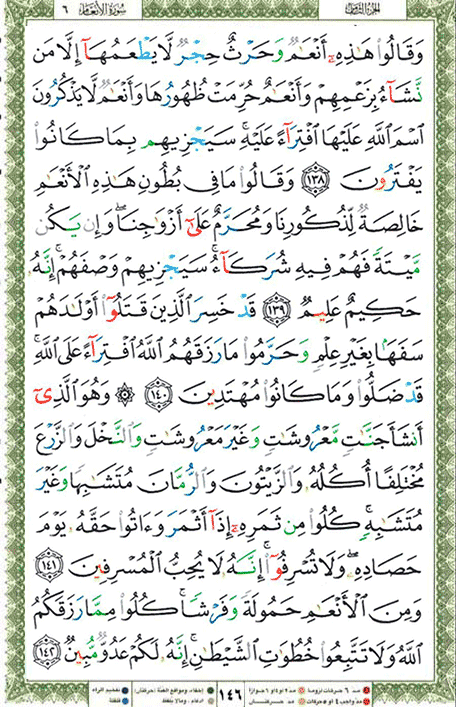 سورة الأنعام ٦
وَقَالُوا۟ هَـٰذِهِۦٓ أَنْعَـٰمٌ وَحَرْثٌ حِجْرٌ لَّا يَطْعَمُهَآ إِلَّا مَن
نَّشَآءُ بِزَعْمِهِمْ وَأَنْعَـٰمٌ حُرِّمَتْ ظُهُورُهَا وَأَنْعَـٰمٌ لَّا يَذْكُرُونَ
ٱسْمَ ٱللَّهِ عَلَيْهَا ٱفْتِرَآءً عَلَيْهِ ۚ سَيَجْزِيهِم بِمَا كَانُوا۟
يَفْتَرُونَ ١٣٨ وَقَالُوا۟ مَا فِى بُطُونِ هَـٰذِهِ ٱلْأَنْعَـٰمِ
خَالِصَةٌ لِّذُكُورِنَا وَمُحَرَّمٌ عَلَىٰٓ أَزْوَٰجِنَا ۖ وَإِن يَكُن
مَّيْتَةً فَهُمْ فِيهِ شُرَكَآءُ ۚ سَيَجْزِيهِمْ وَصْفَهُمْ ۚ إِنَّهُۥ
حَكِيمٌ عَلِيمٌ ١٣٩ قَدْ خَسِرَ ٱلَّذِينَ قَتَلُوٓا۟ أَوْلَـٰدَهُمْ
سَفَهًۢا بِغَيْرِ عِلْمٍ وَحَرَّمُوا۟ مَا رَزَقَهُمُ ٱللَّهُ ٱفْتِرَآءً عَلَى ٱللَّهِ ۚ
قَدْ ضَلُّوا۟ وَمَا كَانُوا۟ مُهْتَدِينَ ١٤٠ ۞ وَهُوَ ٱلَّذِىٓ
أَنشَأَ جَنَّـٰتٍ مَّعْرُوشَـٰتٍ وَغَيْرَ مَعْرُوشَـٰتٍ وَٱلنَّخْلَ وَٱلزَّرْعَ
مُخْتَلِفًا أُكُلُهُۥ وَٱلزَّيْتُونَ وَٱلرُّمَّانَ مُتَشَـٰبِهًا وَغَيْرَ
مُتَشَـٰبِهٍ ۚ كُلُوا۟ مِن ثَمَرِهِۦٓ إِذَآ أَثْمَرَ وَءَاتُوا۟ حَقَّهُۥ يَوْمَ
حَصَادِهِۦ ۖ وَلَا تُسْرِفُوٓا۟ ۚ إِنَّهُۥ لَا يُحِبُّ ٱلْمُسْرِفِينَ ١٤١
وَمِنَ ٱلْأَنْعَـٰمِ حَمُولَةً وَفَرْشًا ۚ كُلُوا۟ مِمَّا رَزَقَكُمُ
ٱللَّهُ وَلَا تَتَّبِعُوا۟ خُطُوَٰتِ ٱلشَّيْطَـٰنِ ۚ إِنَّهُۥ لَكُمْ عَدُوٌّ مُّبِينٌ ١٤٢
١٤٦